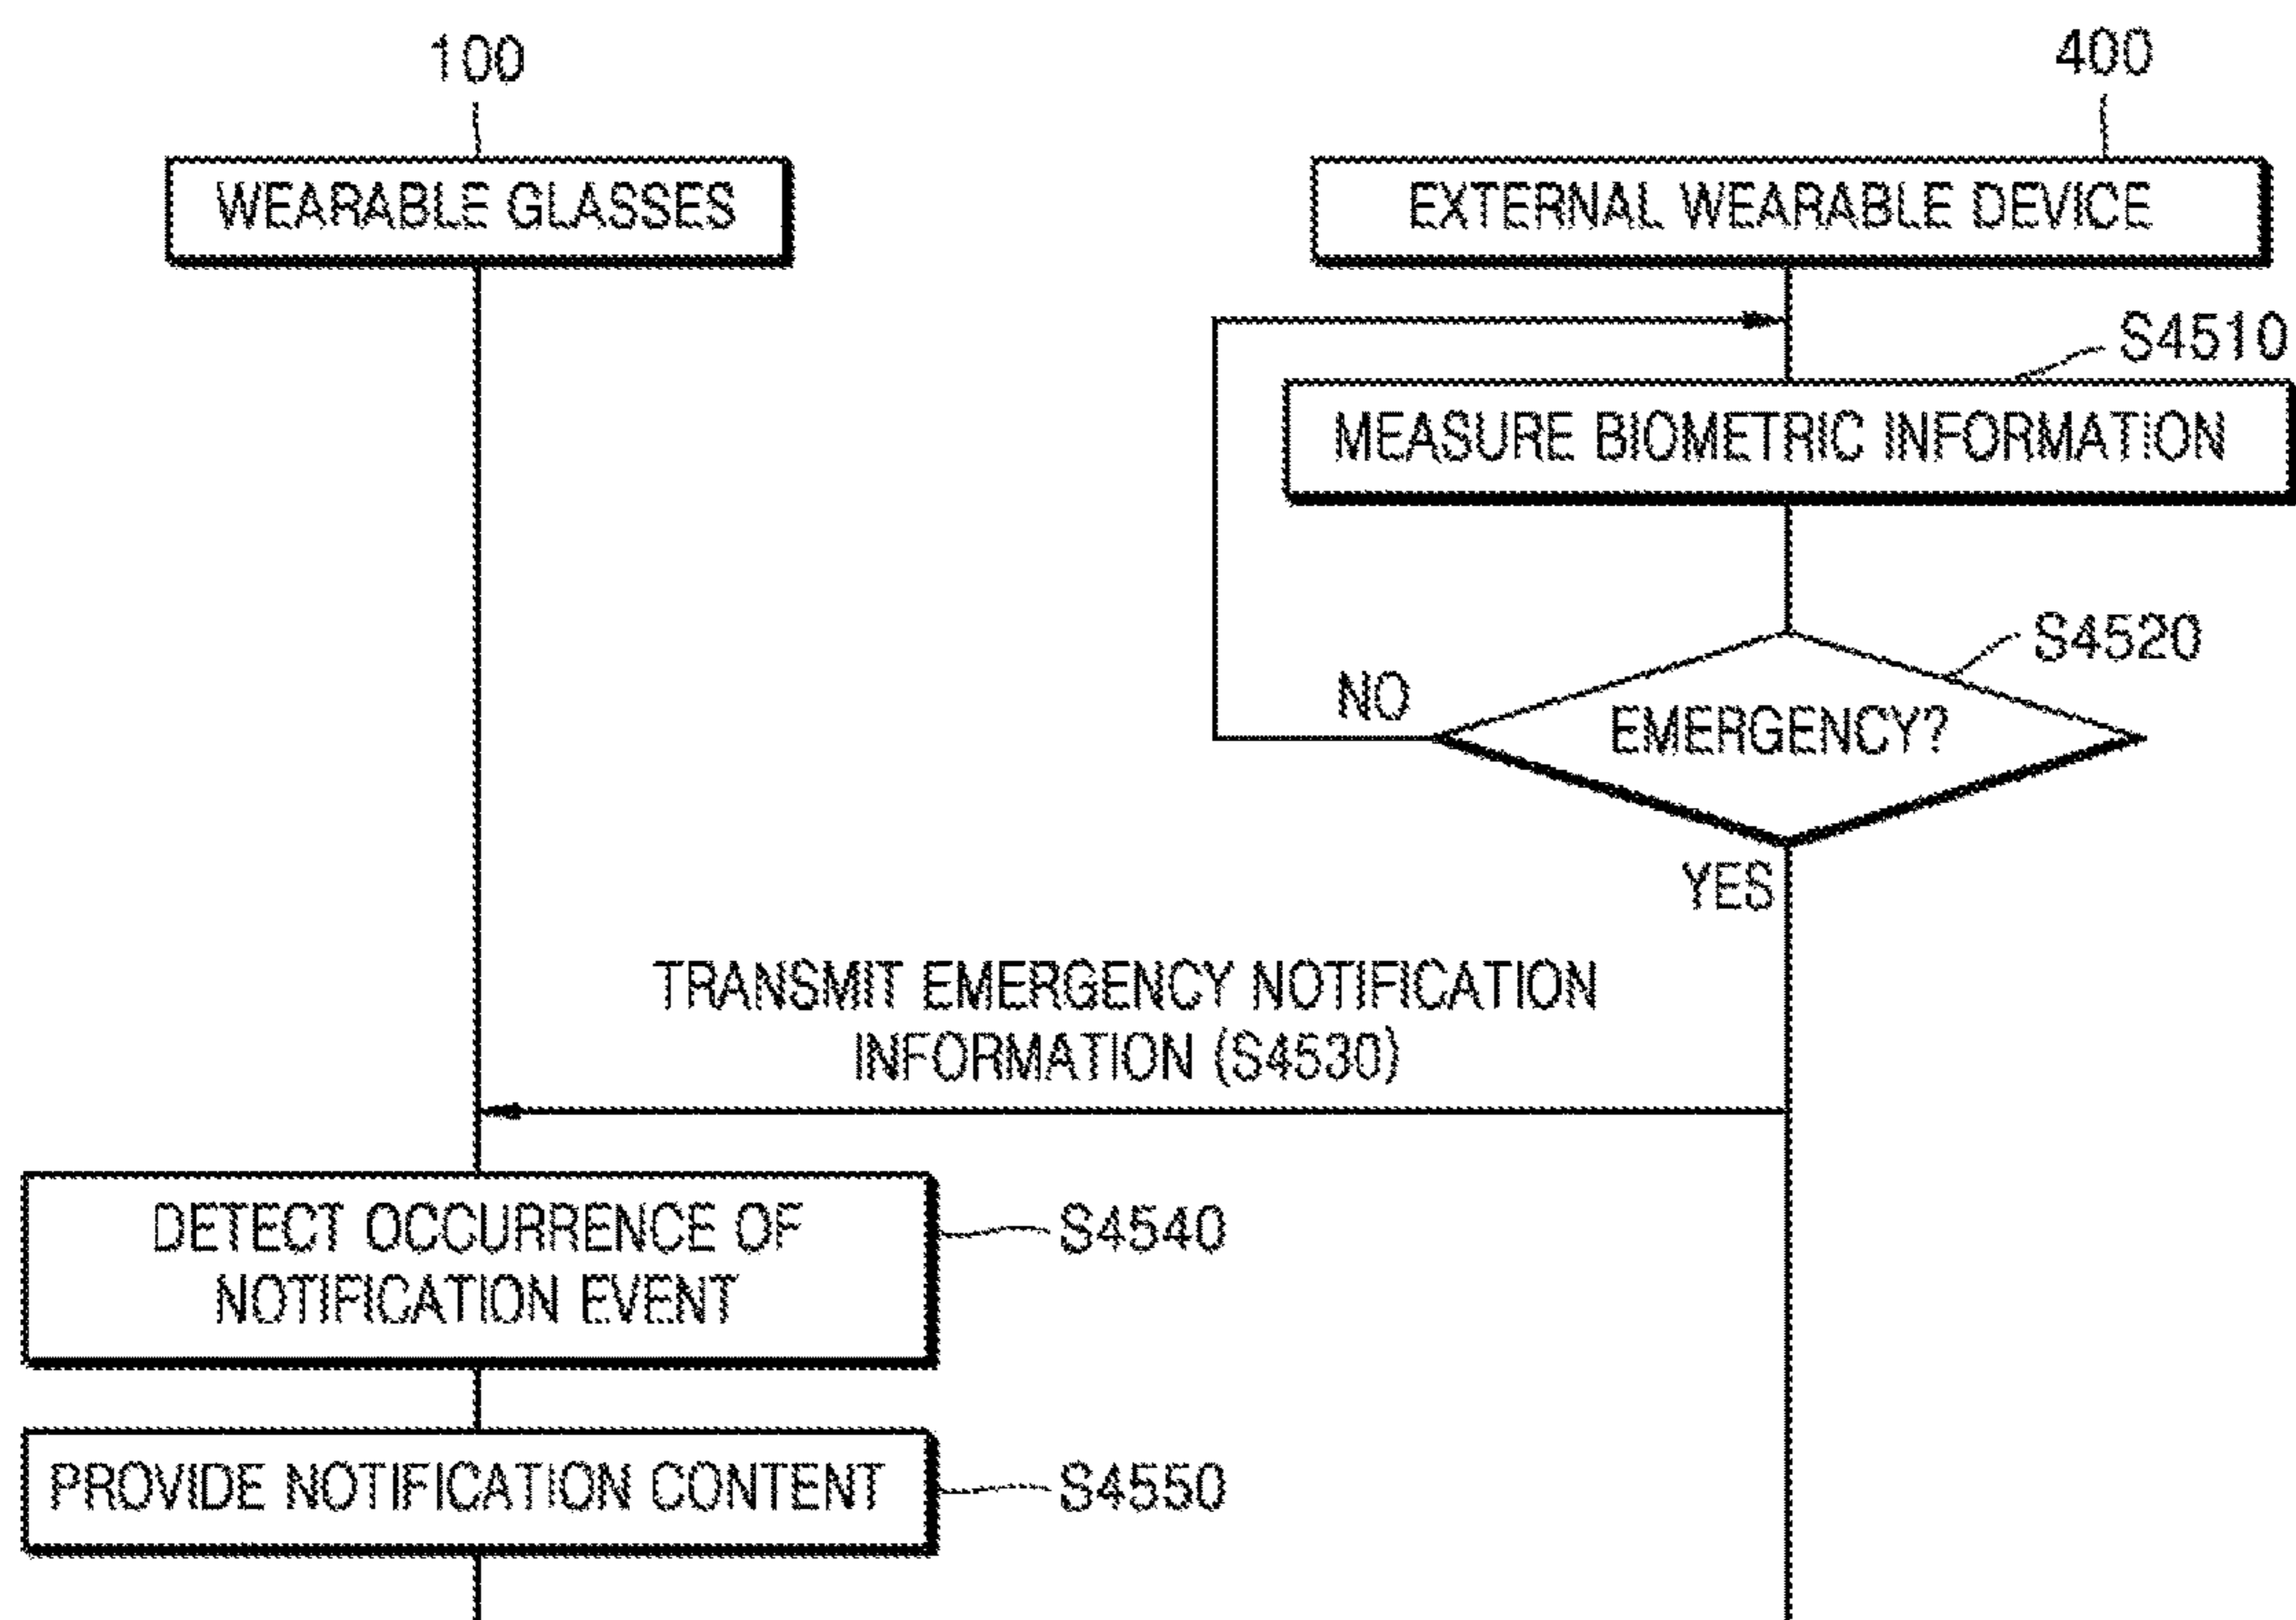 100
400
WEARABLE GLASSES
EXTERNAL WEARABLE DEVICE
S4510
MEASURE BIOMETRIC INFORMATION
S4520
NO
EMERGENCY?
YES
TRANSMIT EMERGENCY NOTIFICATION
INFORMATION (S4530)
DETECT OCCURRENCE OF
NOTIFICATION EVENT
S4540
PROVIDE NOTIFICATION CONTENT
S4550